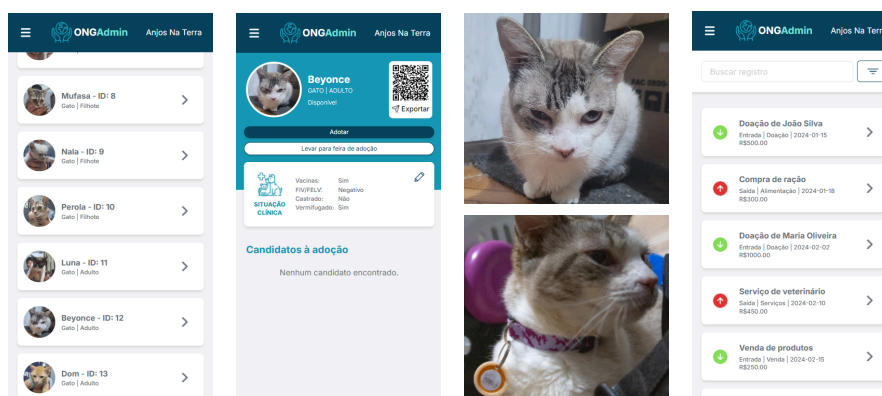 ONGAdmin
Anjos Na Terra
Mufasa - ID: 8
Gato | Filhote
Nala - ID: 9
Gato | Filhote
Perola - ID: 10
Gato | Filhote
Luna - ID: 11
Gato | Adulto
Beyonce - ID: 12
Gato | Adulto
Dom - ID: 13
Gato | Adulto
ONGAdmin
Anjos Na Terra
Beyonce
GATO | ADULTO
Disponível
Exportar
Adotar
Levar para feira de adoção
SITUAÇÃO
CLÍNICA
Vacinas: Sim
FIV/FELV: Negativo
Castrado: Não
Vermifugado: Sim
Candidatos à adoção
Nenhum candidato encontrado.
ONGAdmin
Anjos Na Terr
Buscar registro
Doação de João Silva
Entrada | Doação | 2024-01-15
R$500.00
Compra de ração
Saída | Alimentação | 2024-01-18
R$300.00
Doação de Maria Oliveira
Entrada | Doação | 2024-02-02
R$1000.00
Serviço de veterinário
Saída | Serviços | 2024-02-10
R$450.00
Venda de produtos
Entrada | Venda | 2024-02-15
R$250.00